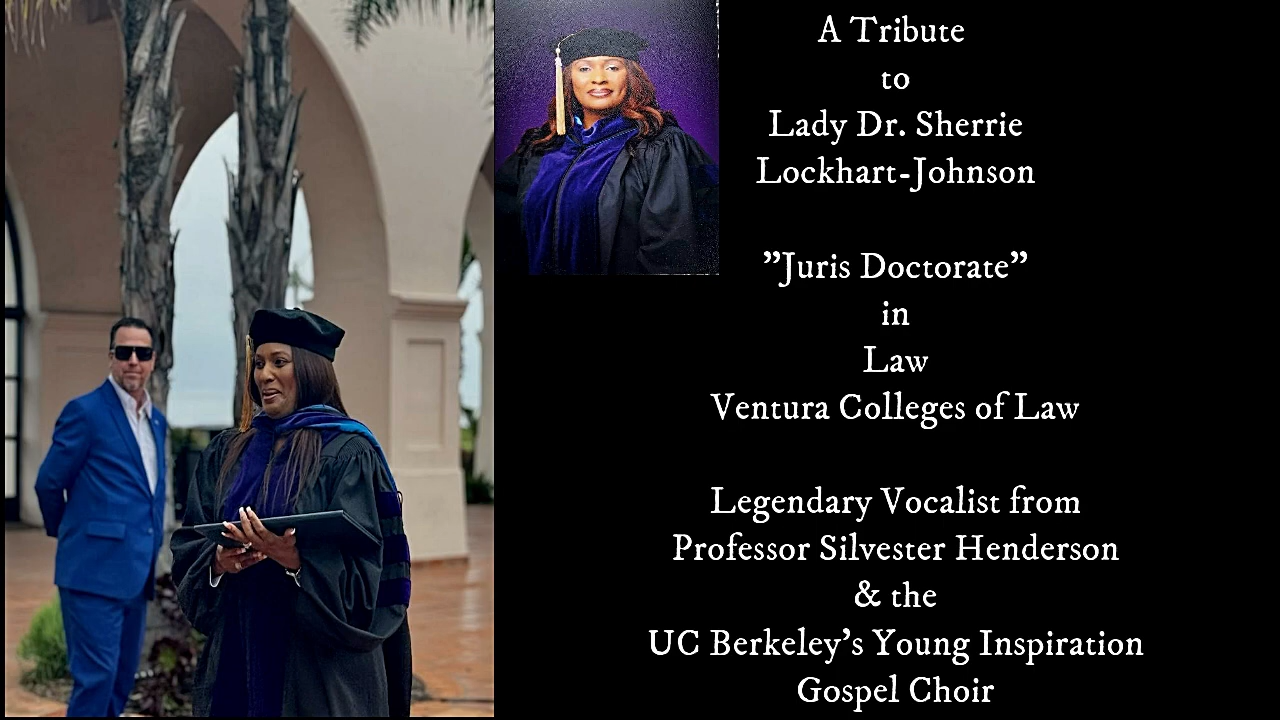 A Tribute
to
Lady Dr. Sherrie
Lockhart-Johnson
"Juris Doctorate"
in
Law
Ventura Colleges of Law
Legendary Vocalist from
Professor Silvester Henderson
& the
UC Berkeley's Young Inspiration
Gospel Choir